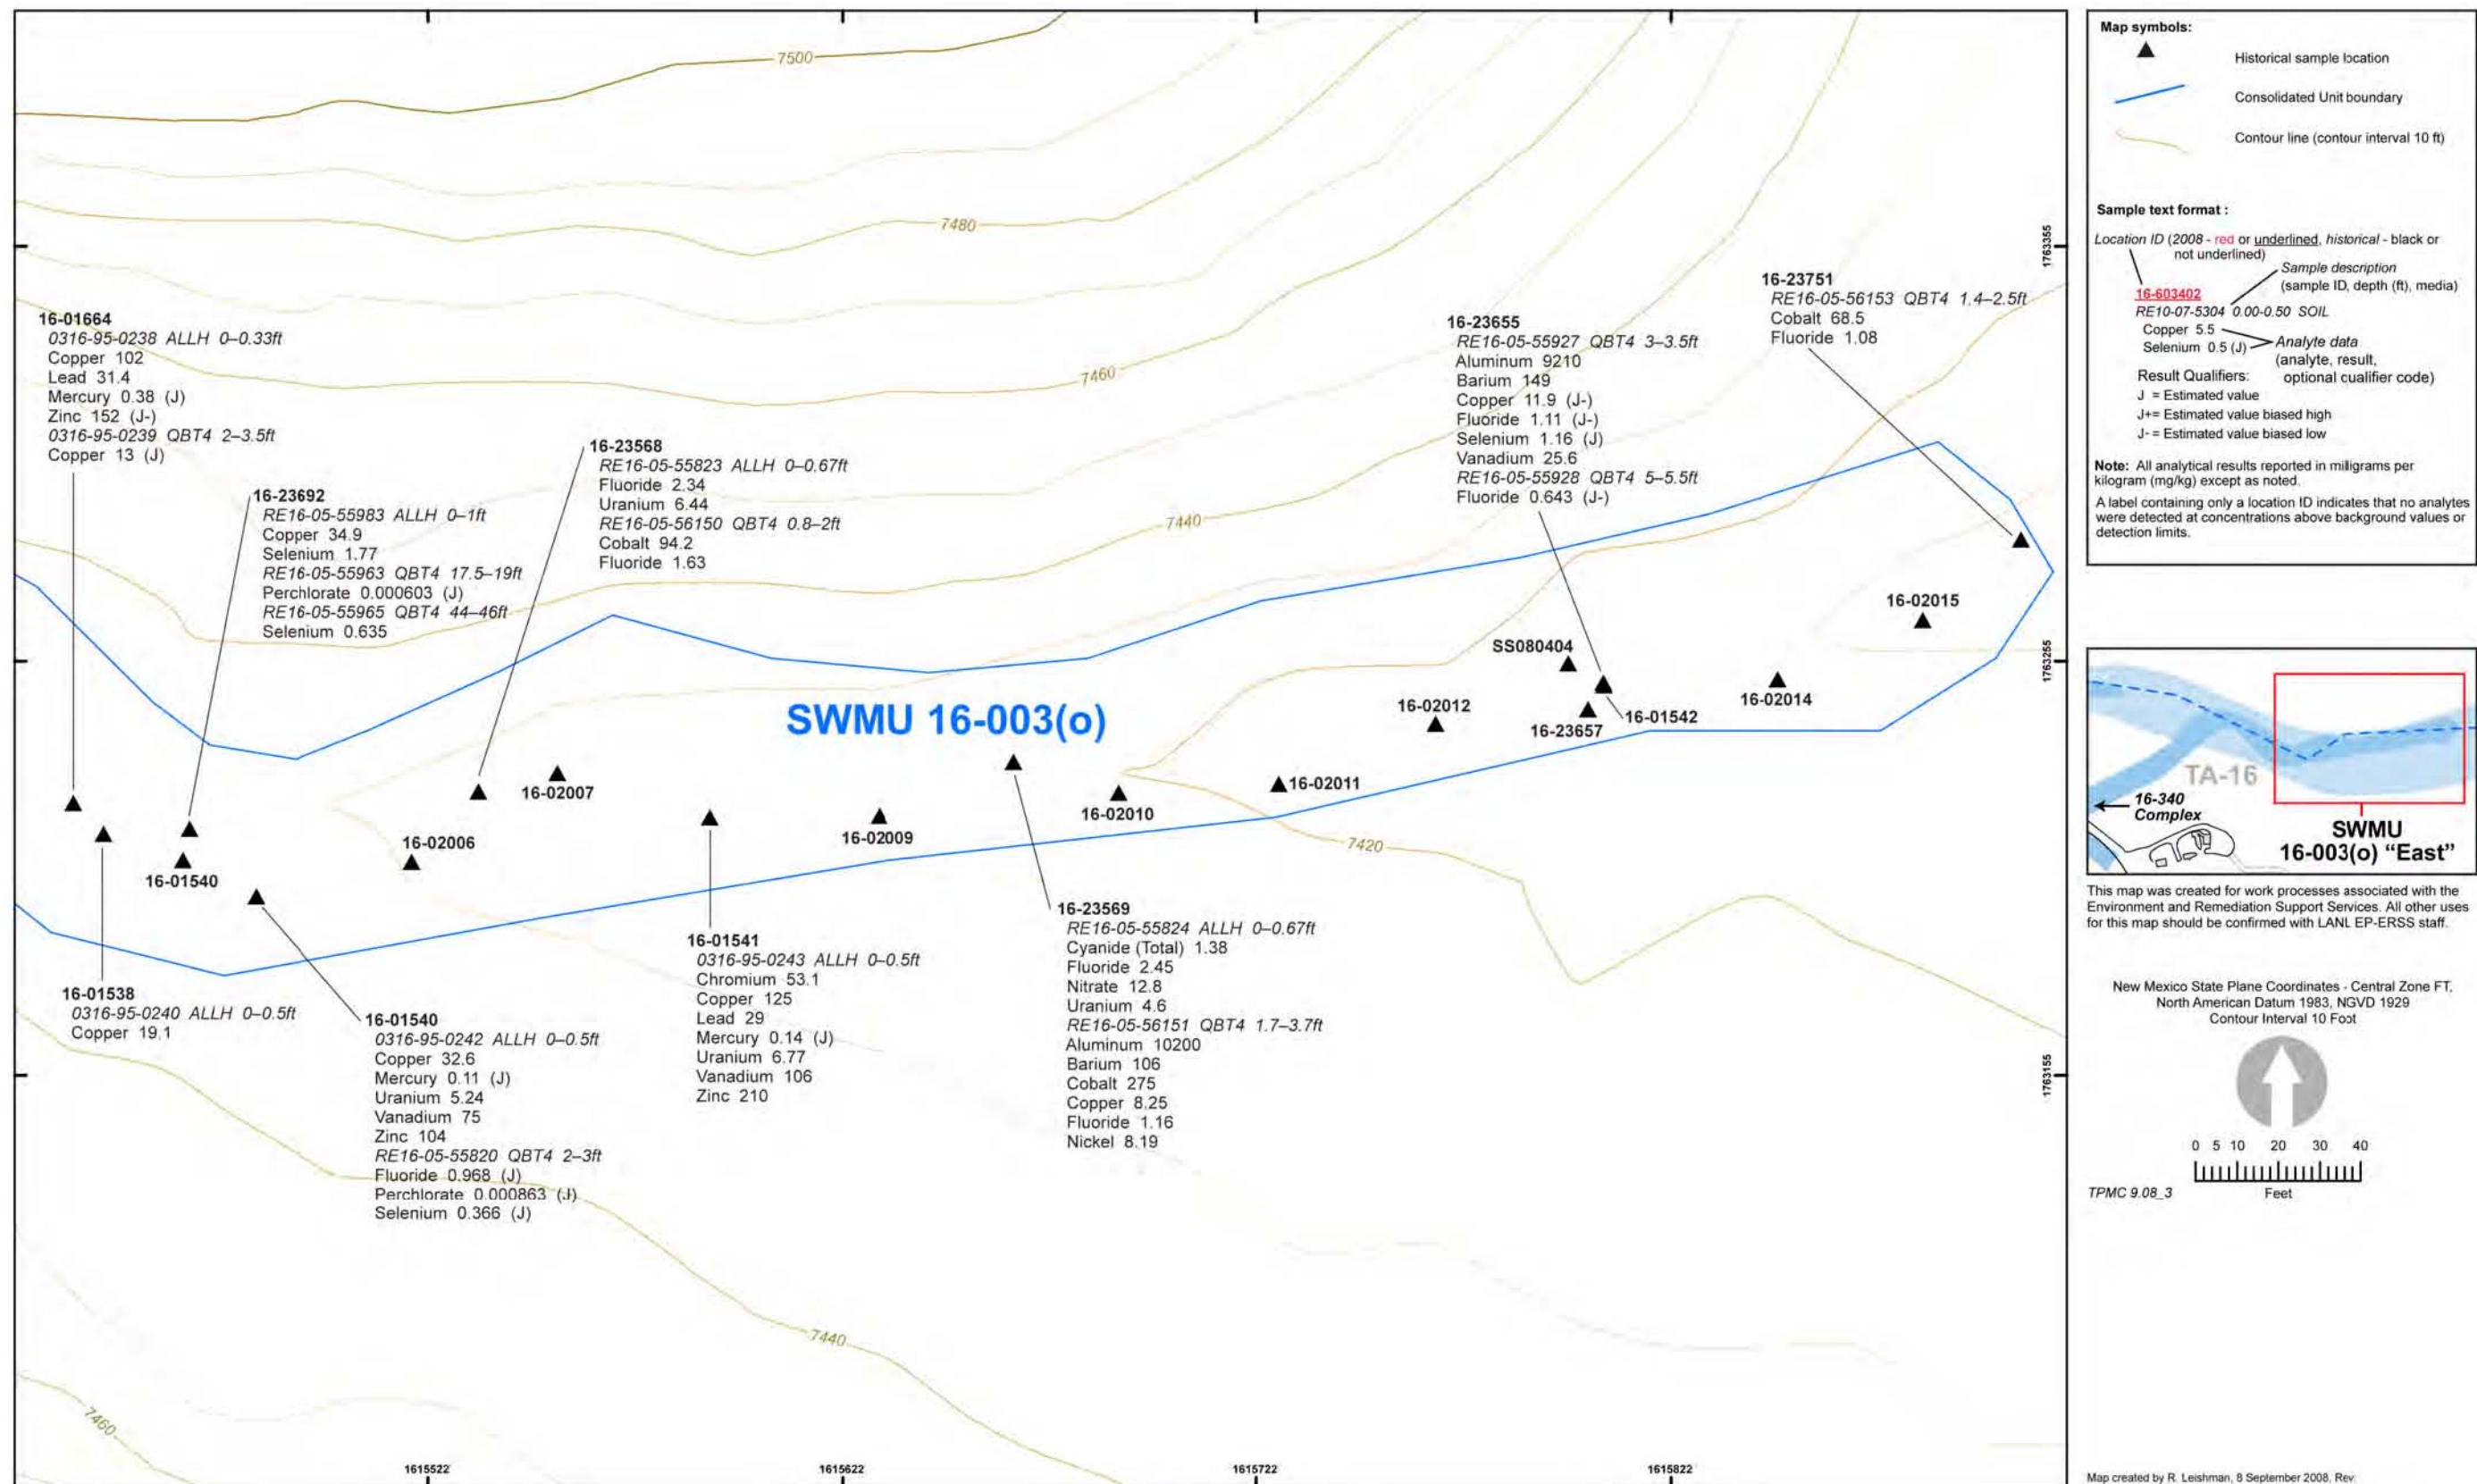 7500
7480
7460
7440
7420
7440
7460
16-01664
0316-95-0238 ALLH 0–0.33ft
Copper 102
Lead 31.4
Mercury 0.38 (J)
Zinc 152 (J-)
0316-95-0239 QBT4 2–3.5ft
Copper 13 (J)
16-23692
RE16-05-55983 ALLH 0–1ft
Copper 34.9
Selenium 1.77
RE16-05-55963 QBT4 17.5–19ft
Perchlorate 0.000603 (J)
RE16-05-55965 QBT4 44–46ft
Selenium 0.635
16-23568
RE16-05-55823 ALLH 0–0.67ft
Fluoride 2.34
Uranium 6.44
RE16-05-56150 QBT4 0.8–2ft
Cobalt 94.2
Fluoride 1.63
16-23655
RE16-05-55927 QBT4 3–3.5ft
Aluminum 9210
Barium 149
Copper 11.9 (J-)
Fluoride 1.11 (J-)
Selenium 1.16 (J)
Vanadium 25.6
RE16-05-55928 QBT4 5–5.5ft
Fluoride 0.643 (J-)
16-23751
RE16-05-56153 QBT4 1.4–2.5ft
Cobalt 68.5
Fluoride 1.08
SWMU 16-003(o)
16-02015
SS080404
16-02014
16-02012
16-01542
16-23657
16-02011
16-02010
16-02007
16-02009
16-02006
16-01540
16-01538
0316-95-0240 ALLH 0–0.5ft
Copper 19.1
16-01540
0316-95-0242 ALLH 0–0.5ft
Copper 32.6
Mercury 0.11 (J)
Uranium 5.24
Vanadium 75
Zinc 104
RE16-05-55820 QBT4 2–3ft
Fluoride 0.968 (J)
Perchlorate 0.000863 (J)
Selenium 0.366 (J)
16-01541
0316-95-0243 ALLH 0–0.5ft
Chromium 53.1
Copper 125
Lead 29
Mercury 0.14 (J)
Uranium 6.77
Vanadium 106
Zinc 210
16-23569
RE16-05-55824 ALLH 0–0.67ft
Cyanide (Total) 1.38
Fluoride 2.45
Nitrate 12.8
Uranium 4.6
RE16-05-56151 QBT4 1.7–3.7ft
Aluminum 10200
Barium 106
Cobalt 275
Copper 8.25
Fluoride 1.16
Nickel 8.19
1763355
1763255
1763155
1615522
1615622
1615722
1615822
Map symbols:
Historical sample location
Consolidated Unit boundary
Contour line (contour interval 10 ft)
Sample text format :
Location ID (2008 - red or underlined, historical - black or
not underlined)
Sample description
(sample ID, depth (ft), media)
16-603402
RE10-07-5304 0.00-0.50 SOIL
Copper 5.5
Selenium 0.5 (J)
Analyte data
(analyte, result,
optional qualifier code)
Result Qualifiers:
J = Estimated value
J+= Estimated value biased high
J- = Estimated value biased low
Note: All analytical results reported in milligrams per
kilogram (mg/kg) except as noted.
A label containing only a location ID indicates that no analytes
were detected at concentrations above background values or
detection limits.
TA-16
16-340
Complex
SWMU
16-003(o) “East”
This map was created for work processes associated with the
Environment and Remediation Support Services. All other uses
for this map should be confirmed with LANL EP-ERSS staff.
New Mexico State Plane Coordinates - Central Zone FT,
North American Datum 1983, NGVD 1929
Contour Interval 10 Foot
0 5 10 20 30 40
Feet
TPMC 9.08_3
Map created by R. Leishman, 8 September 2008, Rev: